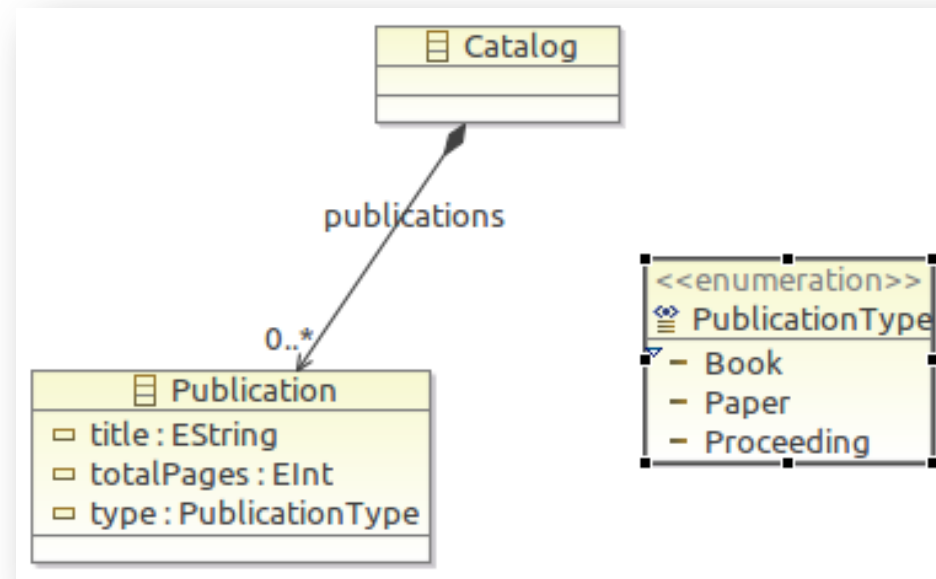 Catalog
publications
0..*
Publication
title : EString
totalPages : EInt
type : PublicationType
<<enumeration>>
PublicationType
Book
Paper
Proceeding